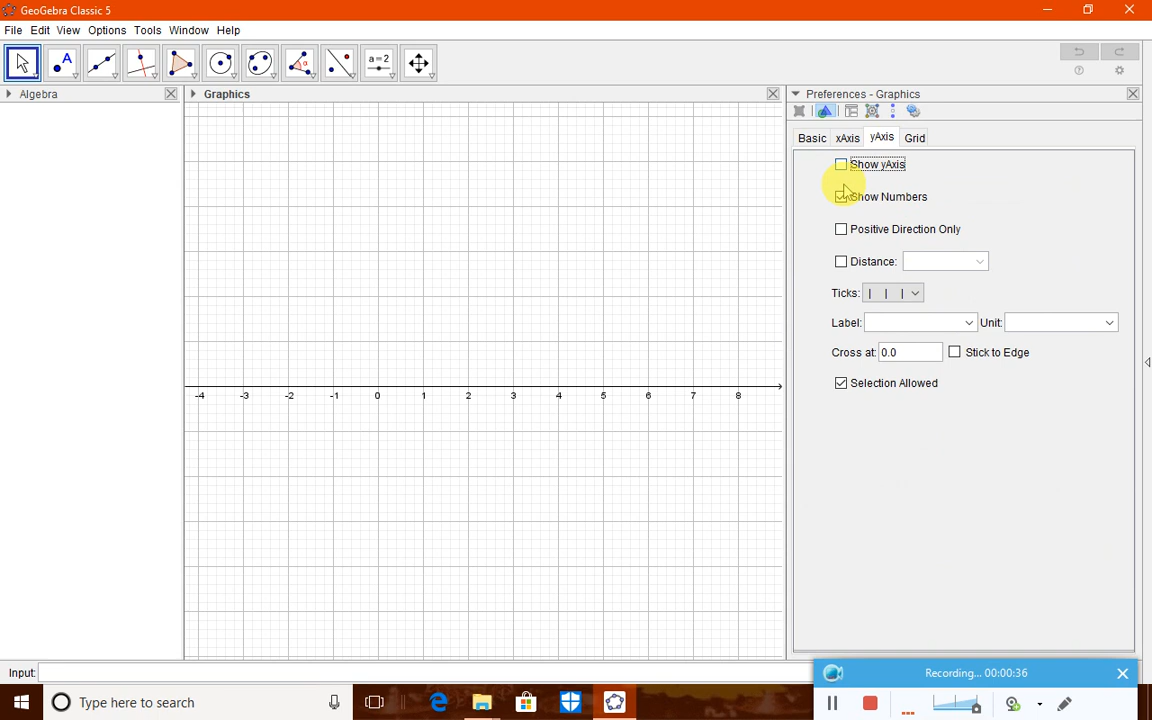 GeoGebra Classic 5
File Edit View Options Tools Window Help
A
α
a = 2
Algebra
Graphics
Preferences - Graphics
Basic xAxis yAxis Grid
Show yAxis
Show Numbers
Positive Direction Only
Distance:
Ticks: | | |
Label: Unit:
Cross at: 0.0 Stick to Edge
Selection Allowed
-4 -3 -2 -1 0 1 2 3 4 5 6 7 8
Input:
Recording... 00:00:36
Type here to search